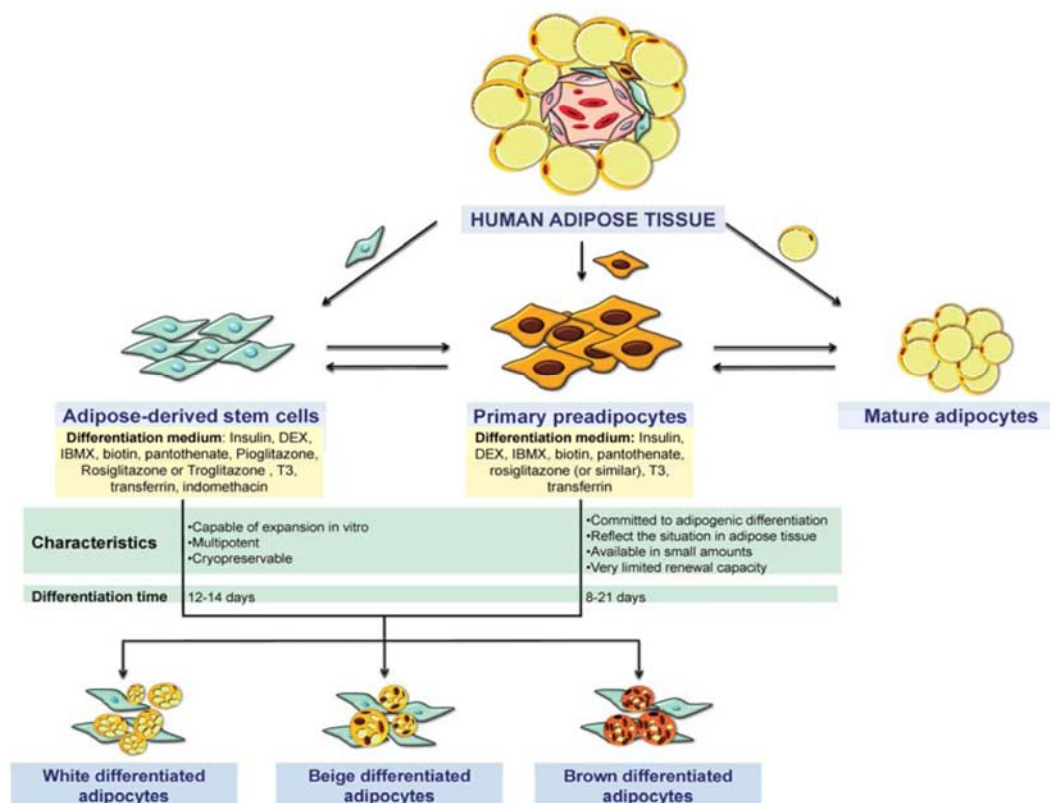 HUMAN ADIPOSE TISSUE
Adipose-derived stem cells
Differentiation medium: Insulin, DEX,
IBMX, biotin, pantothenate, Pioglitazone,
Rosiglitazone or Troglitazone , T3,
transferrin, indomethacin
Primary preadipocytes
Differentiation medium: Insulin,
DEX, IBMX, biotin, pantothenate,
rosiglitazone (or similar), T3,
transferrin
Mature adipocytes
Characteristics
•Capable of expansion in vitro
•Multipotent
•Cryopreservable
•Committed to adipogenic differentiation
•Reflect the situation in adipose tissue
•Available in small amounts
•Very limited renewal capacity
Differentiation time
12-14 days
8-21 days
White differentiated
adipocytes
Beige differentiated
adipocytes
Brown differentiated
adipocytes